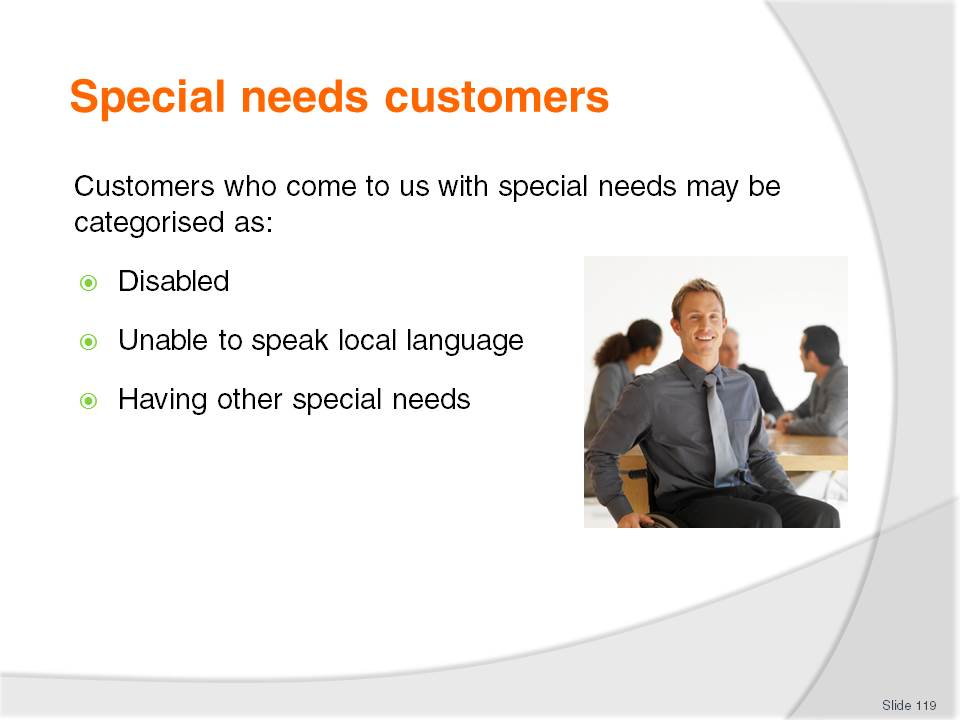 Special needs customers
Customers who come to us with special needs may be
categorised as:
Disabled
Unable to speak local language
Having other special needs
Slide 119